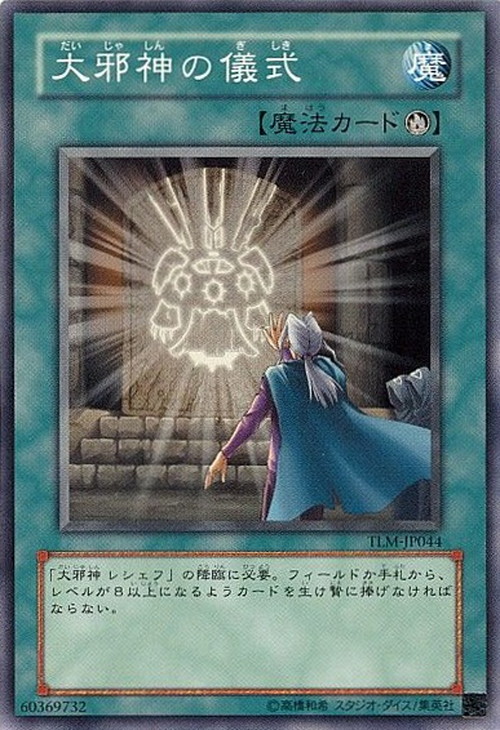 大邪神の儀式
魔
【魔法カード】
TLM-JP044
「大邪神 レシェフ」の降臨に必要。フィールドか手札から、
レベルが8以上になるようカードを生け贄に捧げなければ
ならない。
60369732
©高橋和希 スタジオ・ダイス/集英社